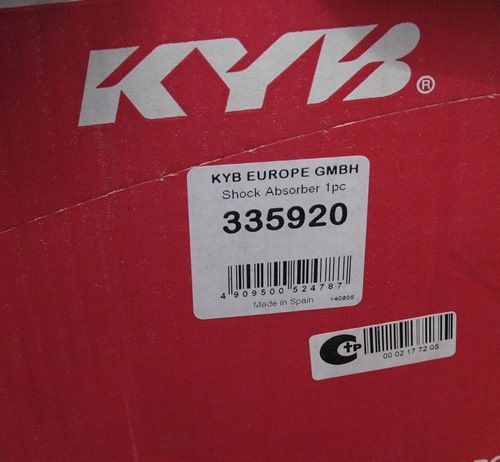 KYB®
KYB EUROPE GMBH
Shock Absorber 1pc
335920
4 909500 524787
Made in Spain 140805
CTP
00 02 17 72 05